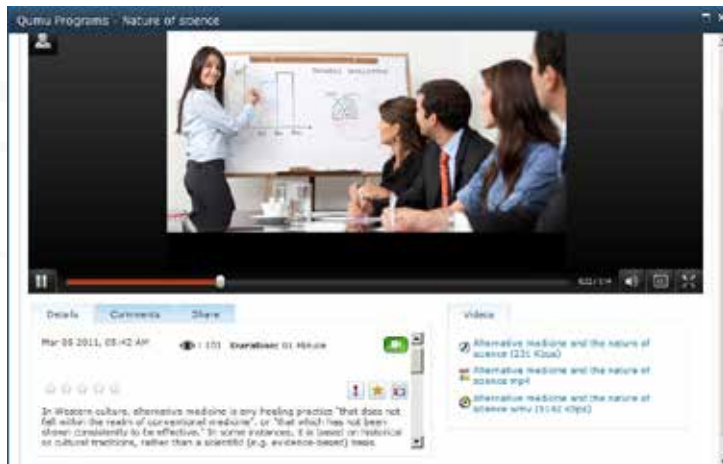 Qumu Programs - Nature of science
Details
Comments
Share
Videos
Mar 06 2011, 05:42 AM
: 101 Duration: 01 Minute
Alternative medicine and the nature of
science (231 Kbps)
Alternative medicine and the nature of
science mp4
Alternative medicine and the nature of
science wmv (5142 Kbps)
In Western culture, alternative medicine is any healing practice "that does not
fall within the realm of conventional medicine", or "that which has not been
shown consistently to be effective." In some instances, it is based on historical
or cultural traditions, rather than a scientific (e.g. evidence-based) basis